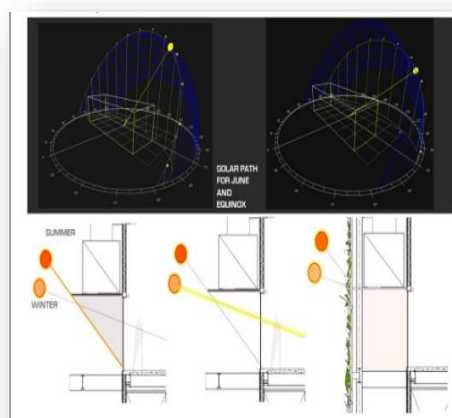 SOLAR PATH
FOR JUNE
AND
EQUINOX
SUMMER
WINTER